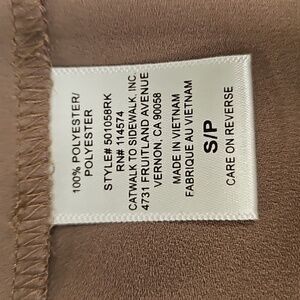 100% POLYESTER/
POLYESTER
STYLE# 501058RK
RN# 114574
CATWALK TO SIDEWALK, INC.
4731 FRUITLAND AVENUE
VERNON, CA 90058
MADE IN VIETNAM
FABRIQUE AU VIETNAM
S/P
CARE ON REVERSE